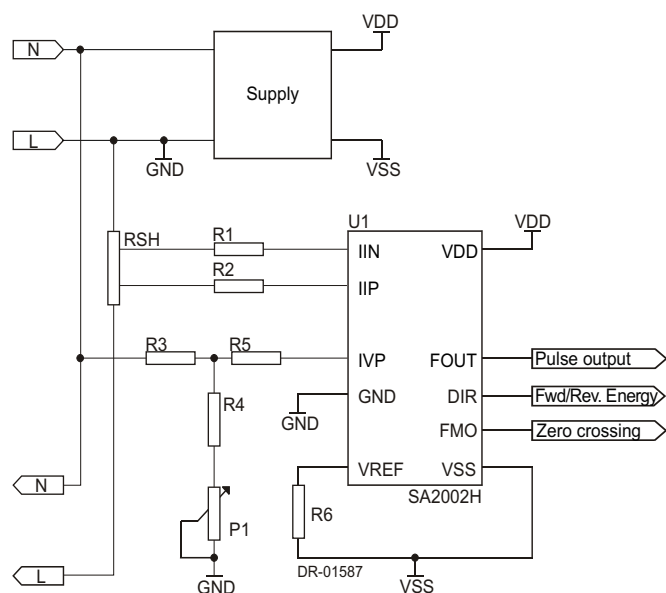 VDD
N
Supply
L
GND
VSS
U1
VDD
RSH
R1
IIN
VDD
R2
IIP
R3
R5
IVP
FOUT
Pulse output
R4
GND
DIR
Fwd/Rev. Energy
GND
FMO
Zero crossing
VREF
VSS
N
SA2002H
P1
R6
L
GND
DR-01587
VSS